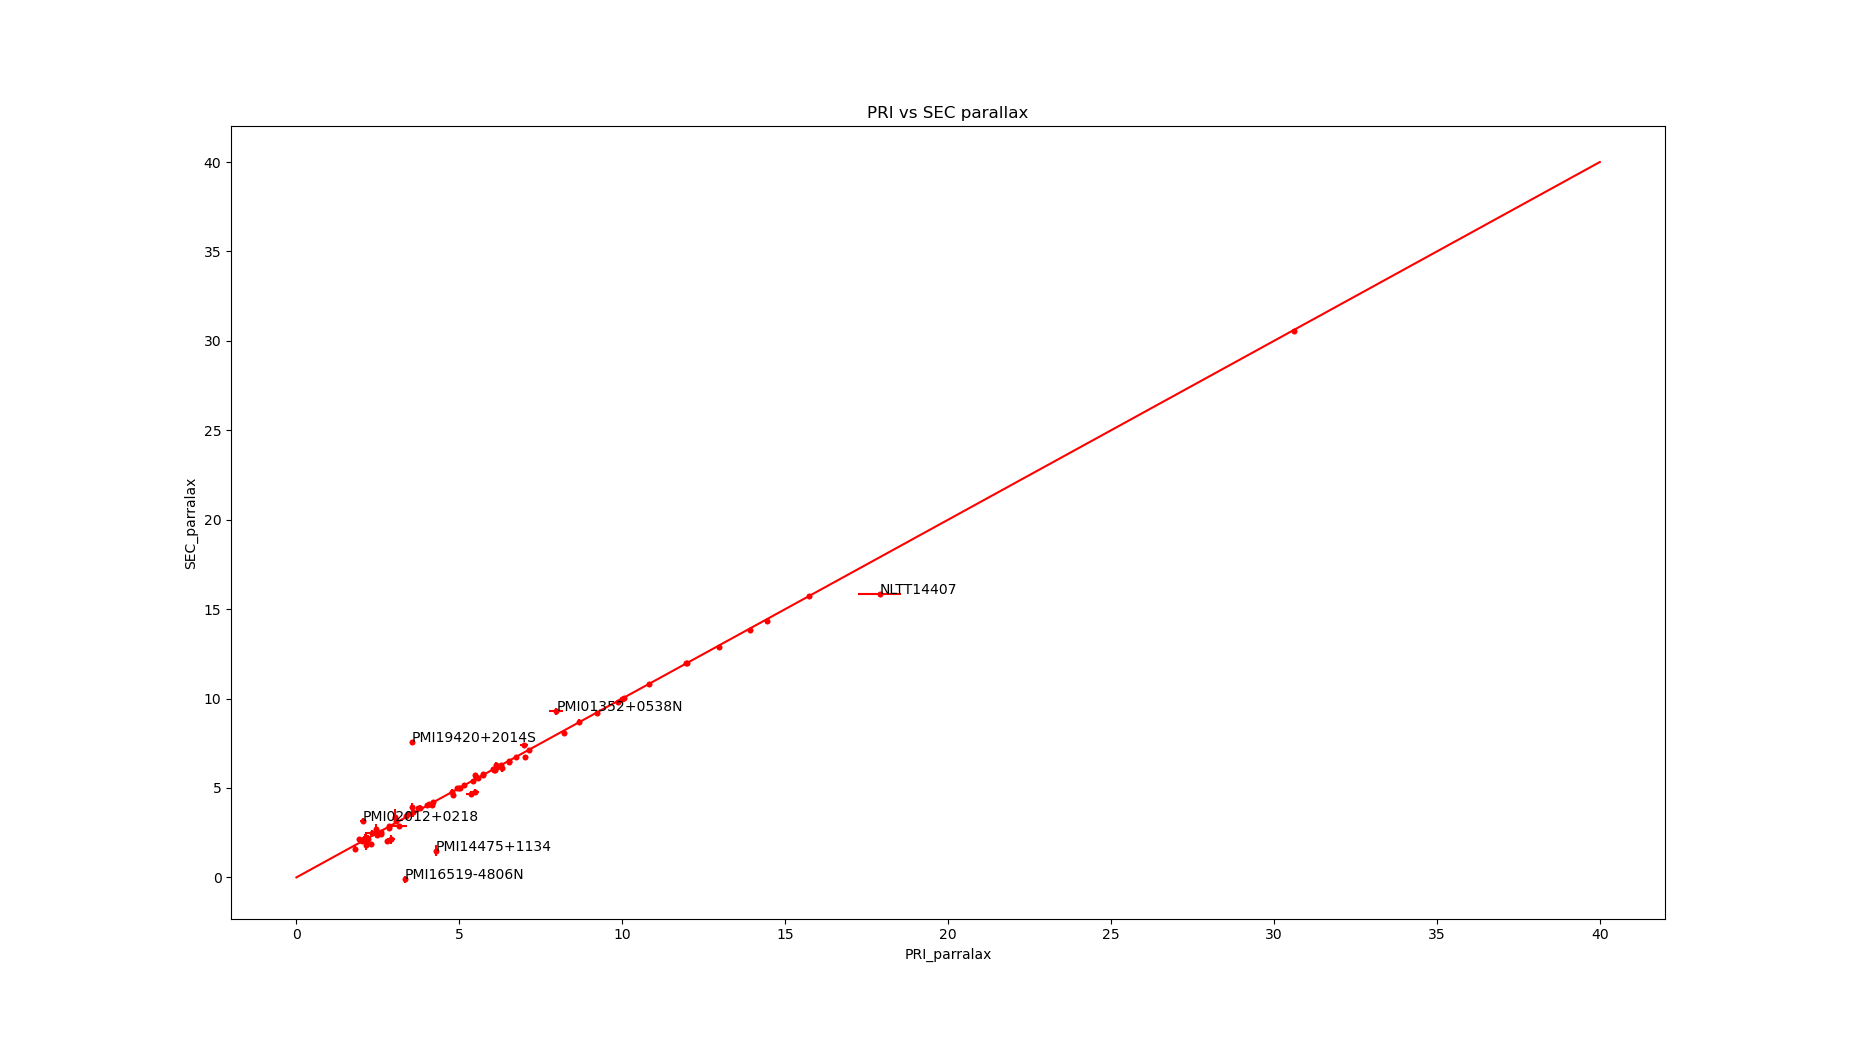 PRI vs SEC parallax
40
35
30
25
20
15
10
5
0
SEC_parralax
NLTT14407
PMI01352+0538N
PMI19420+2014S
PMI02012+0218
PMI14475+1134
PMI16519-4806N
0 5 10 15 20 25 30 35 40
PRI_parralax